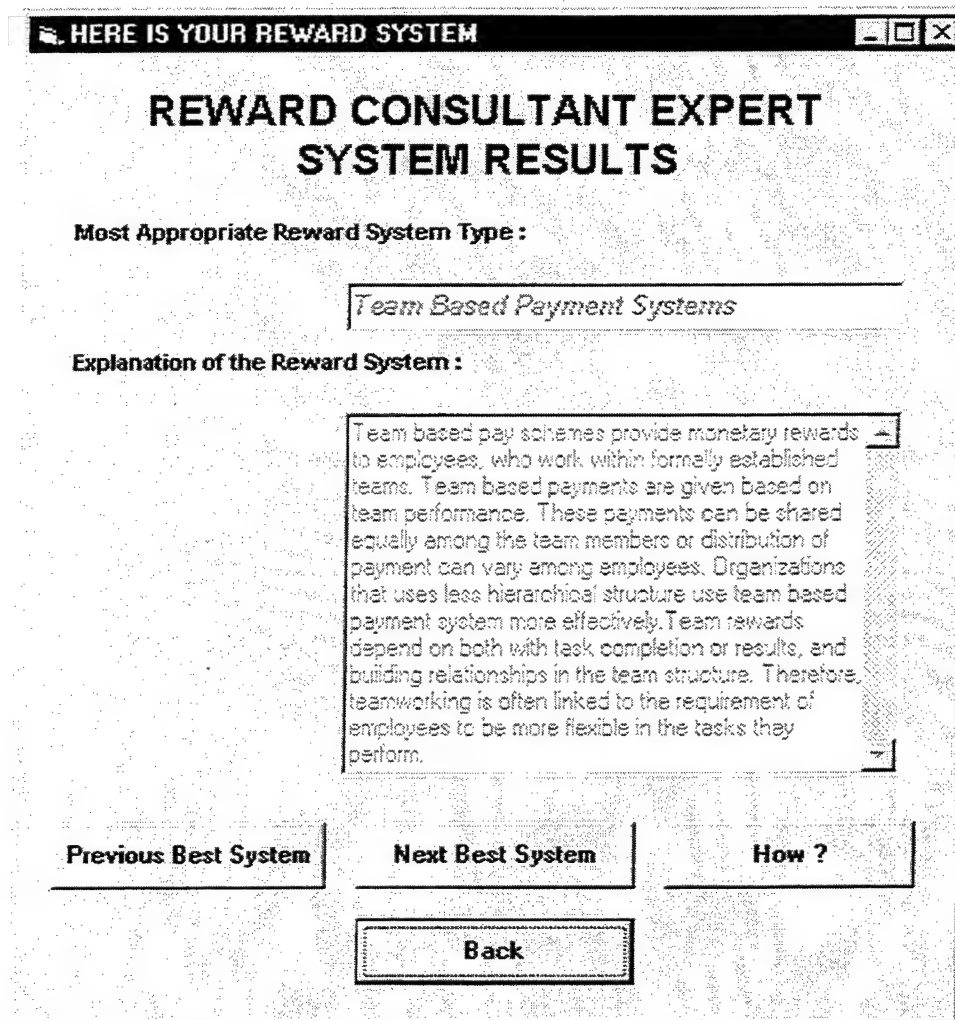 HERE IS YOUR REWARD SYSTEM
REWARD CONSULTANT EXPERT
SYSTEM RESULTS
Most Appropriate Reward System Type :
Team Based Payment Systems
Explanation of the Reward System :
Team based pay schemes provide monetary rewards
to employees, who work within formally established
teams. Team based payments are given based on
team performance. These payments can be shared
equally among the team members or distribution of
payment can vary among employees. Organizations
that uses less hierarchical structure use team based
payment system more effectively.Team rewards
depend on both with task completion or results, and
building relationships in the team structure. Therefore,
teamworking is often linked to the requirement of
employees to be more flexible in the tasks they
perform.
Previous Best System
Next Best System
How ?
Back